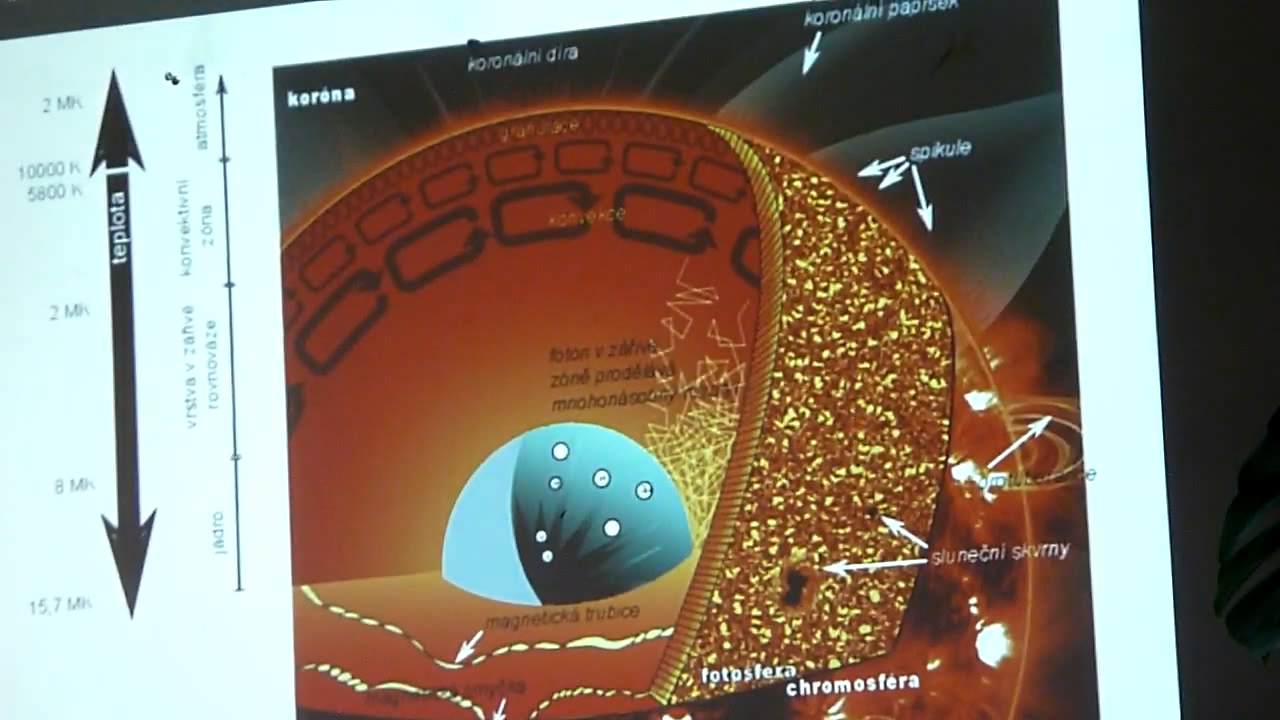 koronální paprsek
koronální díra
koróna
2 MK
atmosféra
granulace
spikule
10000 K
5800 K
teplota
konvektivní
zóna
konvekce
2 MK
vrstva v zářivé
rovnováze
foton v zářivé
zóně prodělává
mnohonásobný
8 MK
jádro
sluneční skvrny
15,7 MK
magnetická trubice
fotosféra
chromosféra